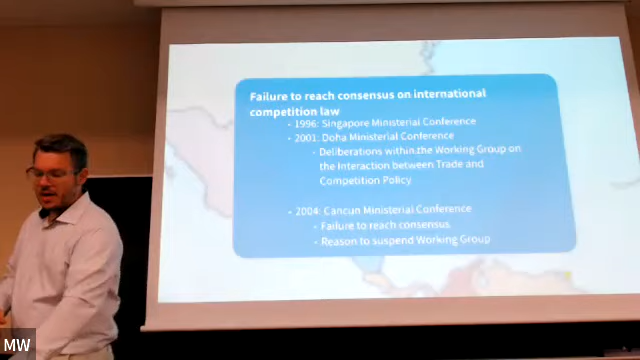 Failure to reach consensus on international
competition law
- 1996: Singapore Ministerial Conference
- 2001: Doha Ministerial Conference
- Deliberations within the Working Group on
the Interaction between Trade and
Competition Policy
- 2004: Cancun Ministerial Conference
- Failure to reach consensus
- Reason to suspend Working Group
MW